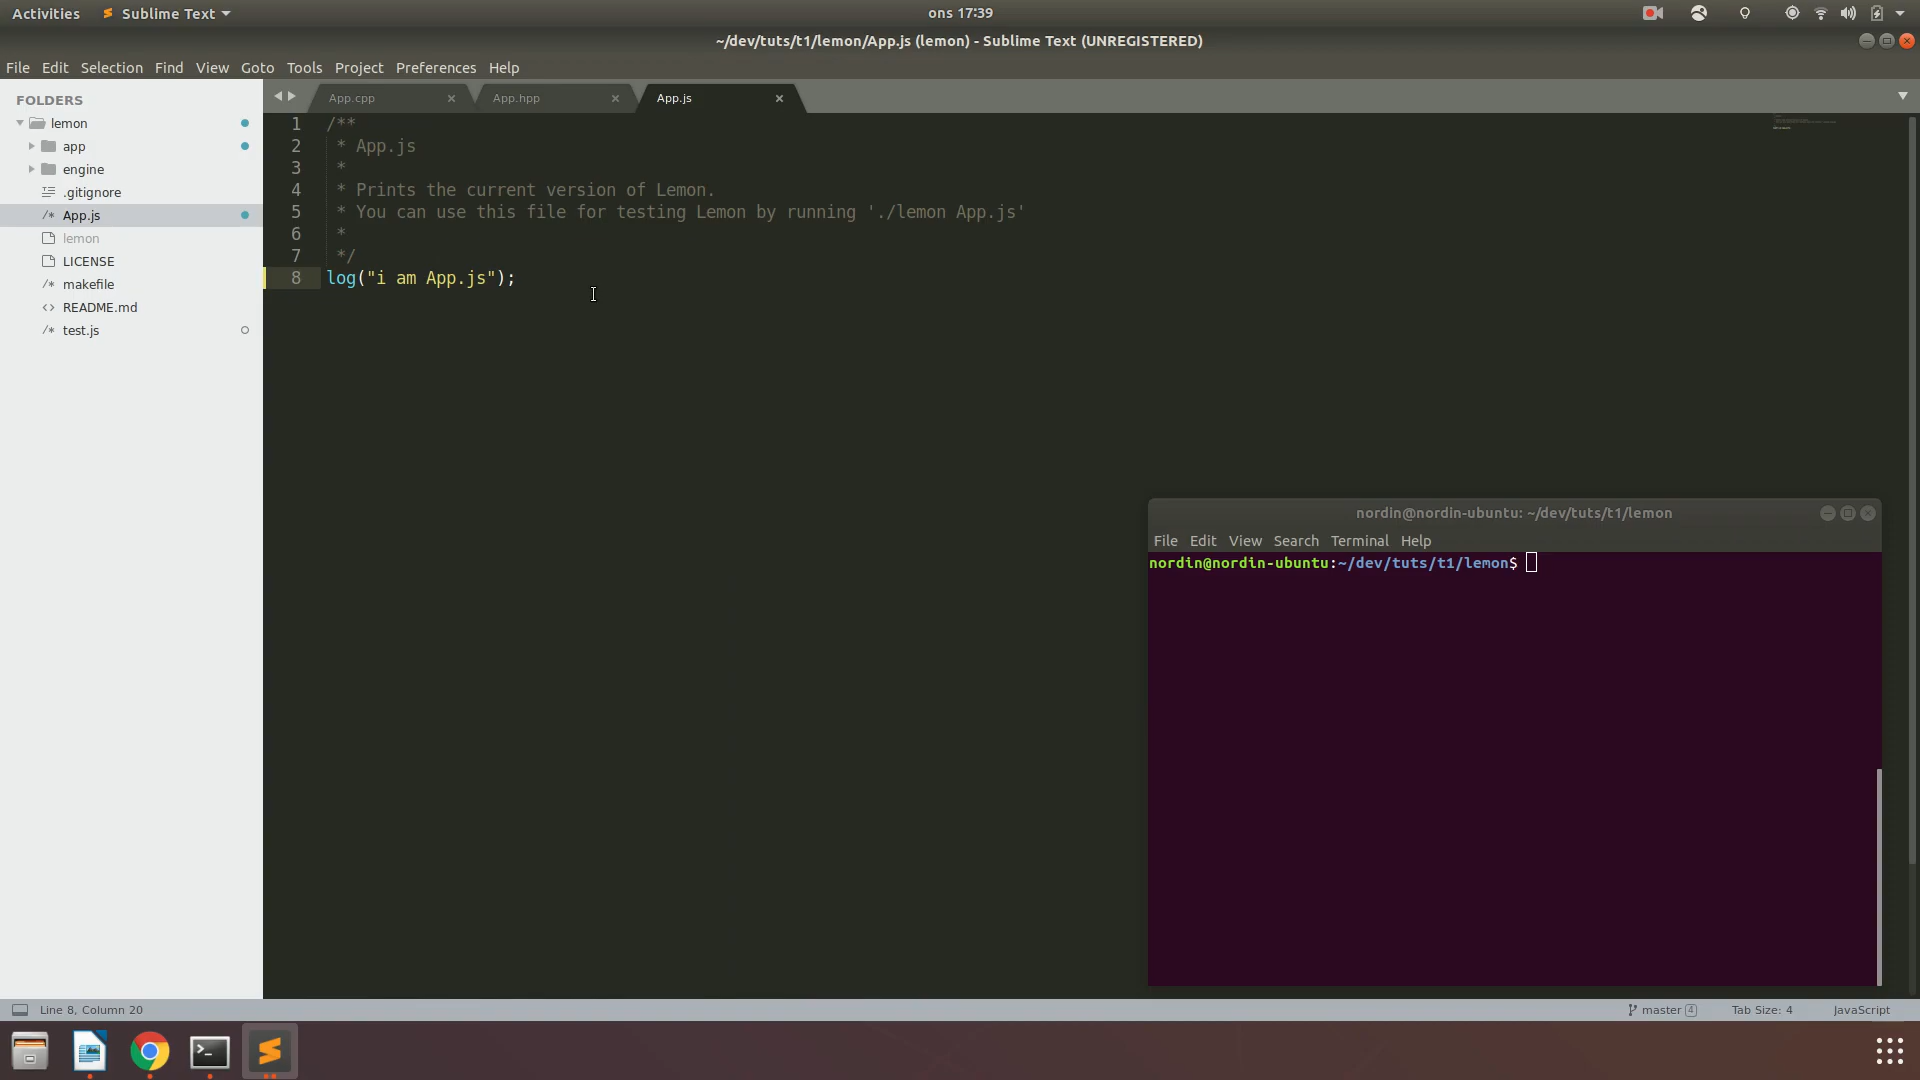 Activities
Sublime Text
ons 17:39
~/dev/tuts/t1/lemon/App.js (lemon) - Sublime Text (UNREGISTERED)
File Edit Selection Find View Goto Tools Project Preferences Help
FOLDERS
lemon
app
engine
.gitignore
/* App.js
lemon
LICENSE
/* makefile
<> README.md
/* test.js
App.cpp ×
App.hpp ×
App.js ×
1 /**
2 * App.js
3 *
4 * Prints the current version of Lemon.
5 * You can use this file for testing Lemon by running './lemon App.js'
6 *
7 */
8 log("i am App.js");
nordin@nordin-ubuntu: ~/dev/tuts/t1/lemon
File Edit View Search Terminal Help
nordin@nordin-ubuntu:~/dev/tuts/t1/lemon$
Line 8, Column 20
master 4
Tab Size: 4
JavaScript